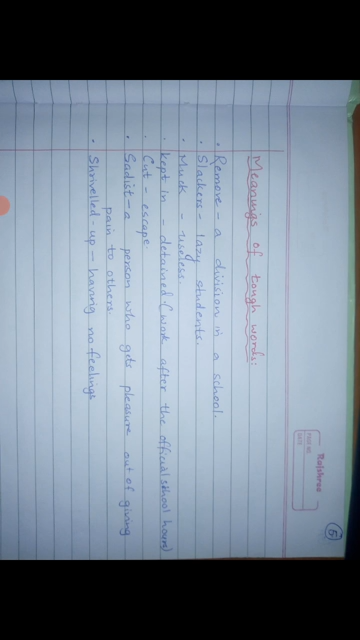 5
Rajshree
Meanings of tough words:
• Remove - a division in a school.
• Slackers - lazy students.
• Muck - useless.
• Kept in - detained (work after the official school hours)
• Cut - escape
• Sadist - a person who gets pleasure out of giving
pain to others.
• Shrivelled-up - having no feelings